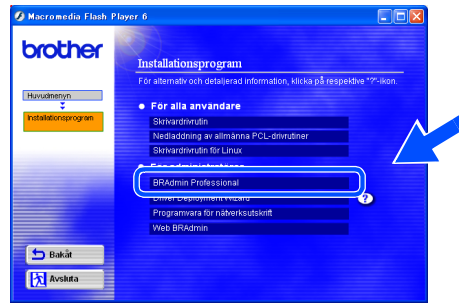 Macromedia Flash Player 6
brother
Installationsprogram
För alternativ och detaljerad information, klicka på respektive "?"-ikon.
Huvudmenyn
Installationsprogram
För alla användare
Skrivardrivrutin
Nedladdning av allmänna PCL-drivrutiner
Skrivardrivrutin för Linux
För administratörer
BRAdmin Professional
Driver Deployment Wizard
?
Programvara för nätverksutskrift
Web BRAdmin
Bakåt
Avsluta